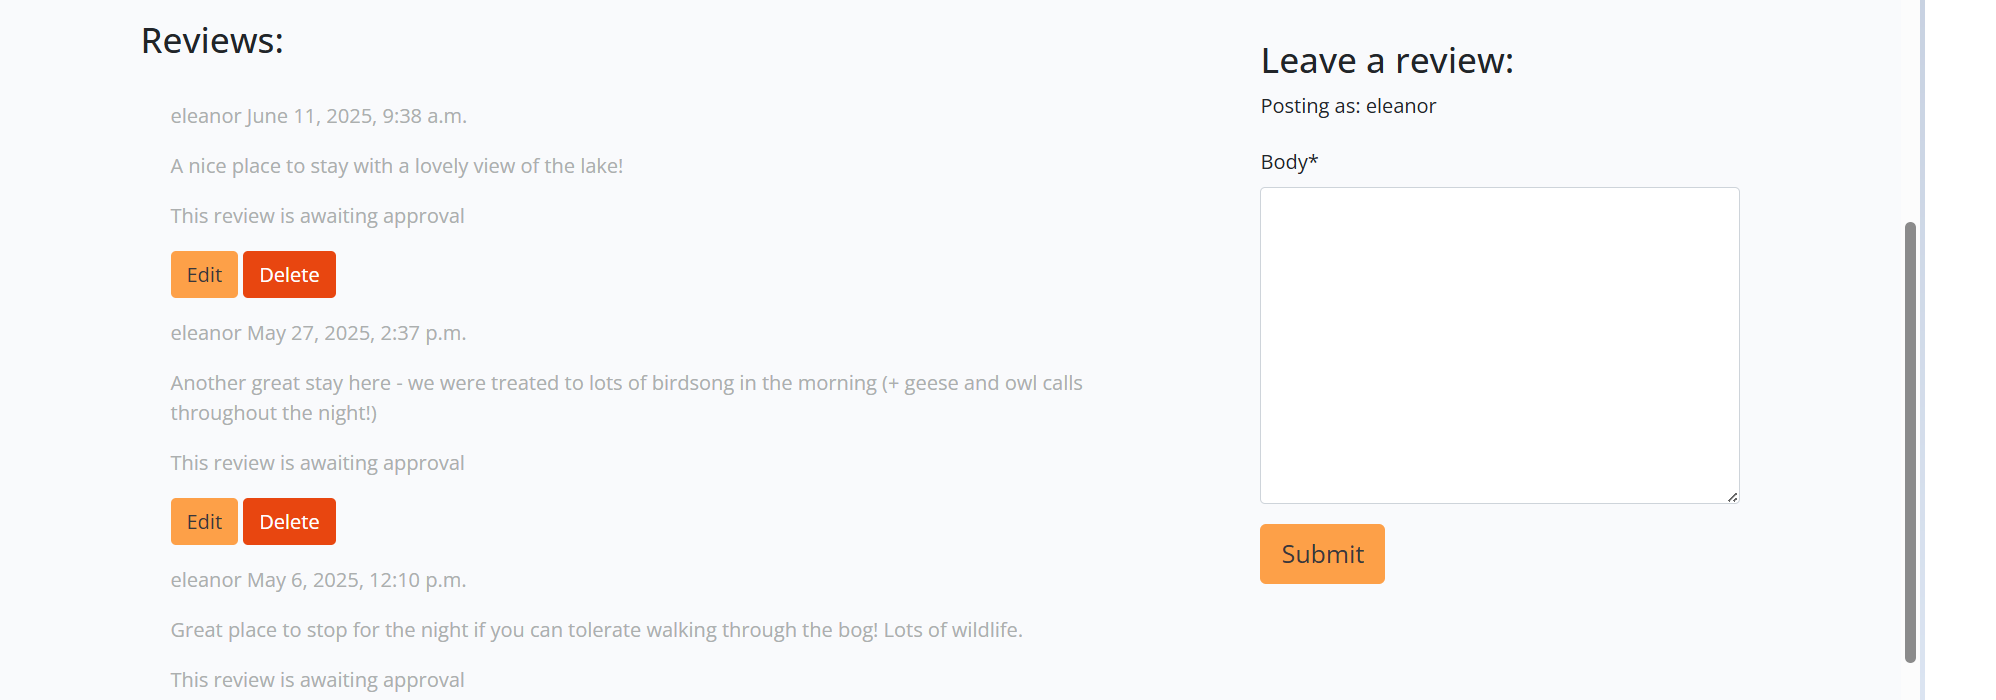 Reviews:
eleanor June 11, 2025, 9:38 a.m.
A nice place to stay with a lovely view of the lake!
This review is awaiting approval
Edit Delete
eleanor May 27, 2025, 2:37 p.m.
Another great stay here - we were treated to lots of birdsong in the morning (+ geese and owl calls
throughout the night!)
This review is awaiting approval
Edit Delete
eleanor May 6, 2025, 12:10 p.m.
Great place to stop for the night if you can tolerate walking through the bog! Lots of wildlife.
This review is awaiting approval
Leave a review:
Posting as: eleanor
Body*
Submit